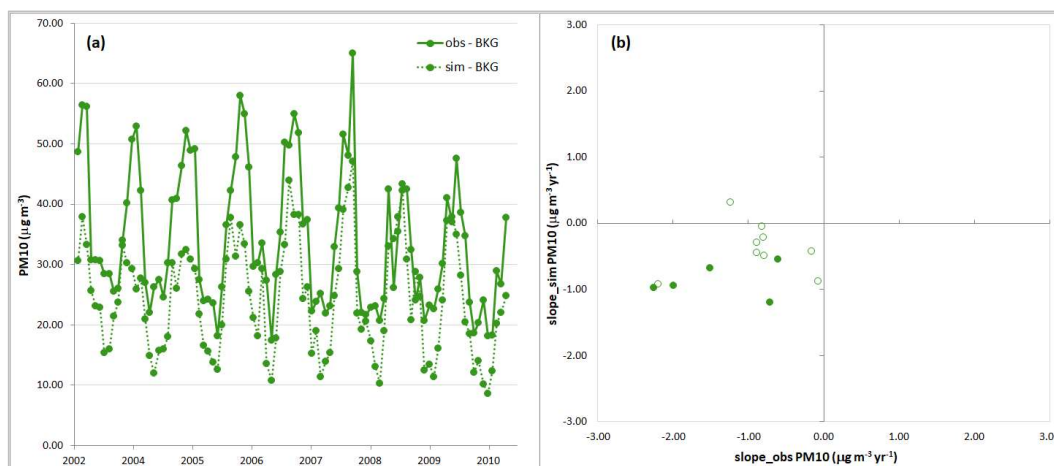 (a)
obs - BKG
sim - BKG
PM10 (µg m-3)
70.00
60.00
50.00
40.00
30.00
20.00
10.00
0.00
2002 2004 2005 2006 2007 2008 2009 2010
(b)
slope_sim PM10 (µg m-3 yr-1)
3.00
2.00
1.00
0.00
-1.00
-2.00
-3.00
-3.00 -2.00 -1.00 0.00 1.00 2.00 3.0
slope_obs PM10 (µg m-3 yr-1)